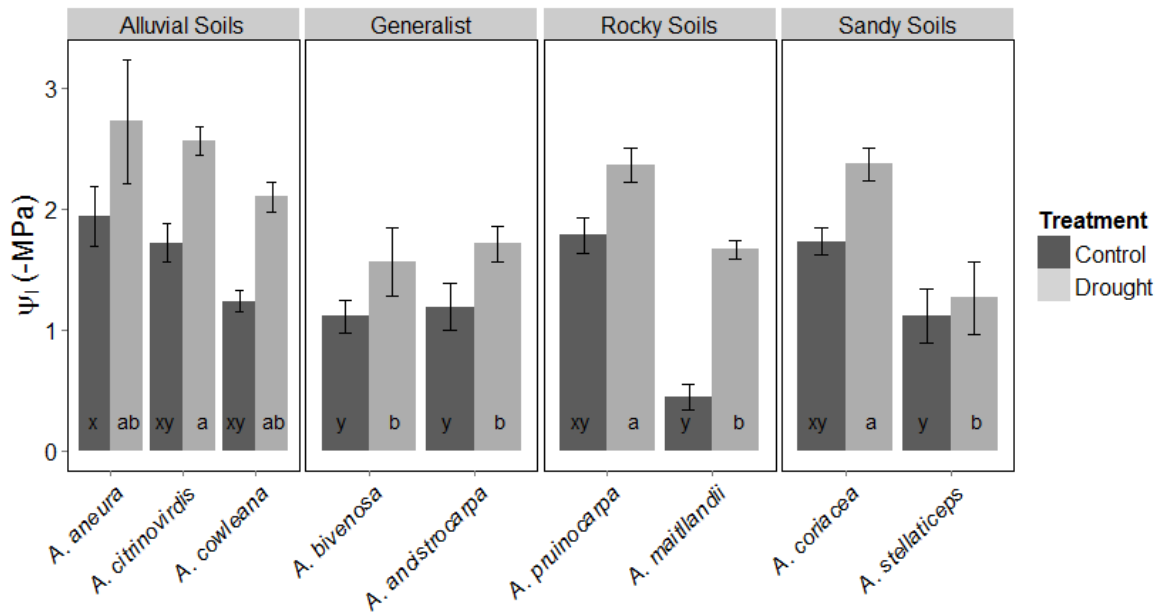 Alluvial Soils
Generalist
Rocky Soils
Sandy Soils
Ψl (-MPa)
3
2
1
0
x ab xy a xy ab
y b y b
xy a y b
xy a y b
A. aneura
A. citrinovirdis
A. cowleana
A. bivenosa
A. ancistrocarpa
A. pruinocarpa
A. maitllandii
A. coriacea
A. stellaticeps
Treatment
Control
Drought